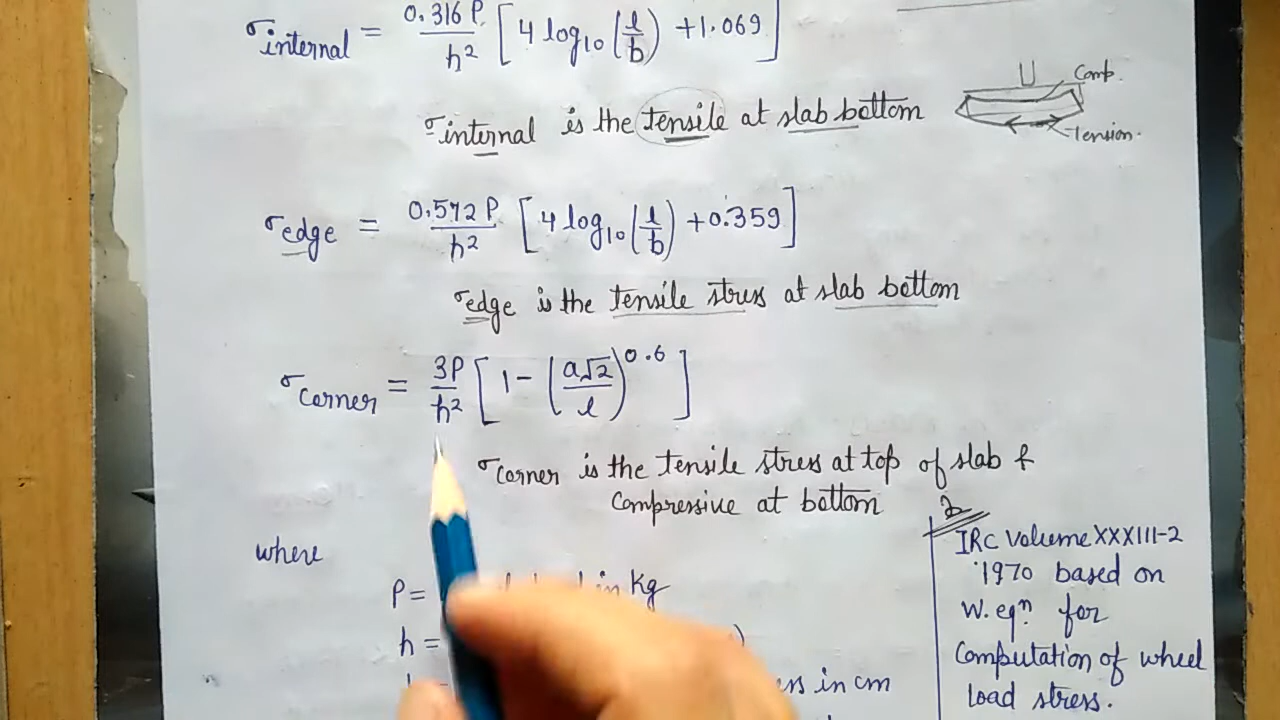 σinternal = 0.316 P / h² [ 4 log10 (l/b) + 1.069 ]
Comb.
σinternal is the tensile at slab bottom
Tension.
σedge = 0.572 P / h² [ 4 log10 (l/b) + 0.359 ]
σedge is the tensile stress at slab bottom
σcorner = 3P / h² [ 1 - ( a√2 / l )^0.6 ]
σcorner is the tensile stress at top of slab &
compressive at bottom
where
P = in Kg
h =
in cm
IRC Volume XXXIII-2
1970 based on
W. eqn. for
Computation of wheel
load stress.